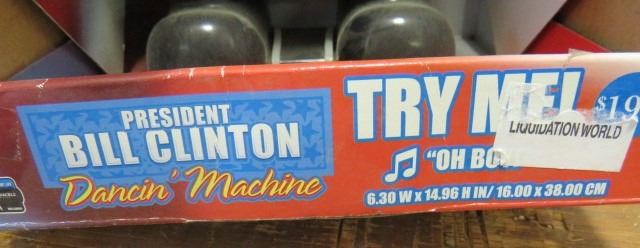 PRESIDENT
BILL CLINTON
Dancin' Machine
TRY ME!
$19
LIQUIDATION WORLD
"OH BO
6.30 W x 14.96 H IN/ 16.00 x 38.00 CM